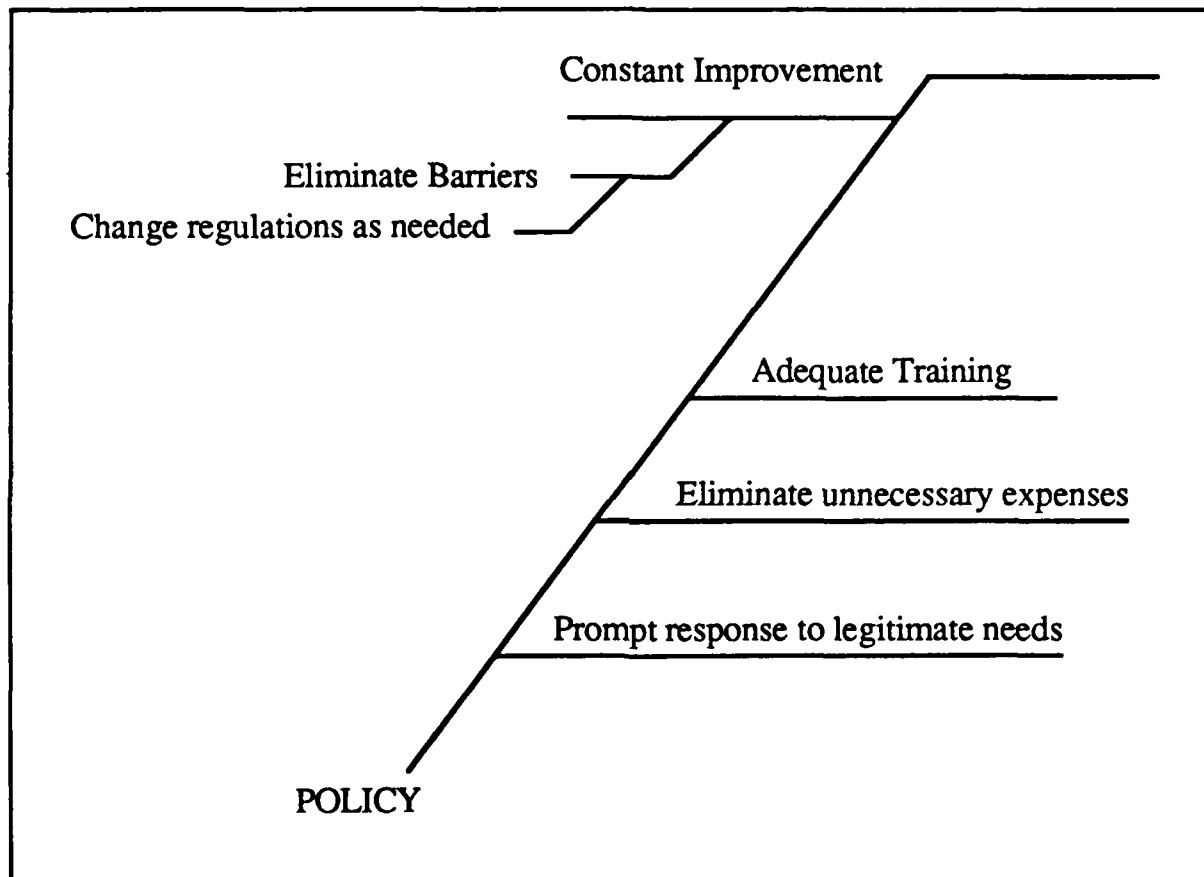 Constant Improvement
Eliminate Barriers
Change regulations as needed
Adequate Training
Eliminate unnecessary expenses
Prompt response to legitimate needs
POLICY